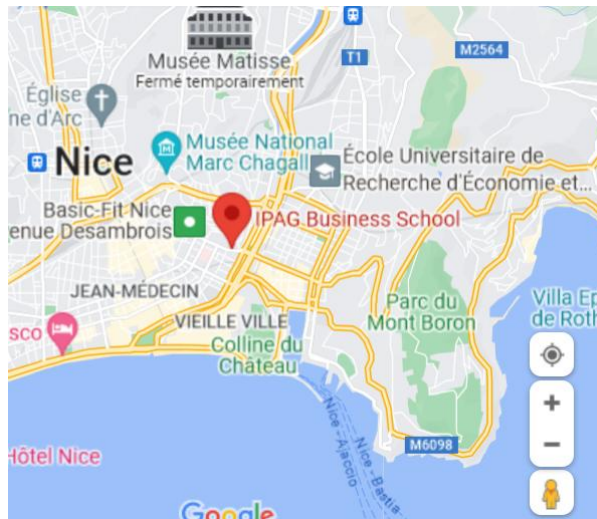 M2564
T1
Musée Matisse
Fermé temporairement
Église
ne d'Arc
Nice
Musée National
Marc Chagall
École Universitaire de
Recherche d'Économie et...
Basic-Fit Nice
enue Desambrois
IPAG Business School
JEAN-MÉDECIN
VIEILLE VILLE
Colline du
Château
Parc du
Mont Boron
Villa Ep
de Roth
sco
M6098
Hôtel Nice
Nice - Ajaccio
Nice - Bastia
Google